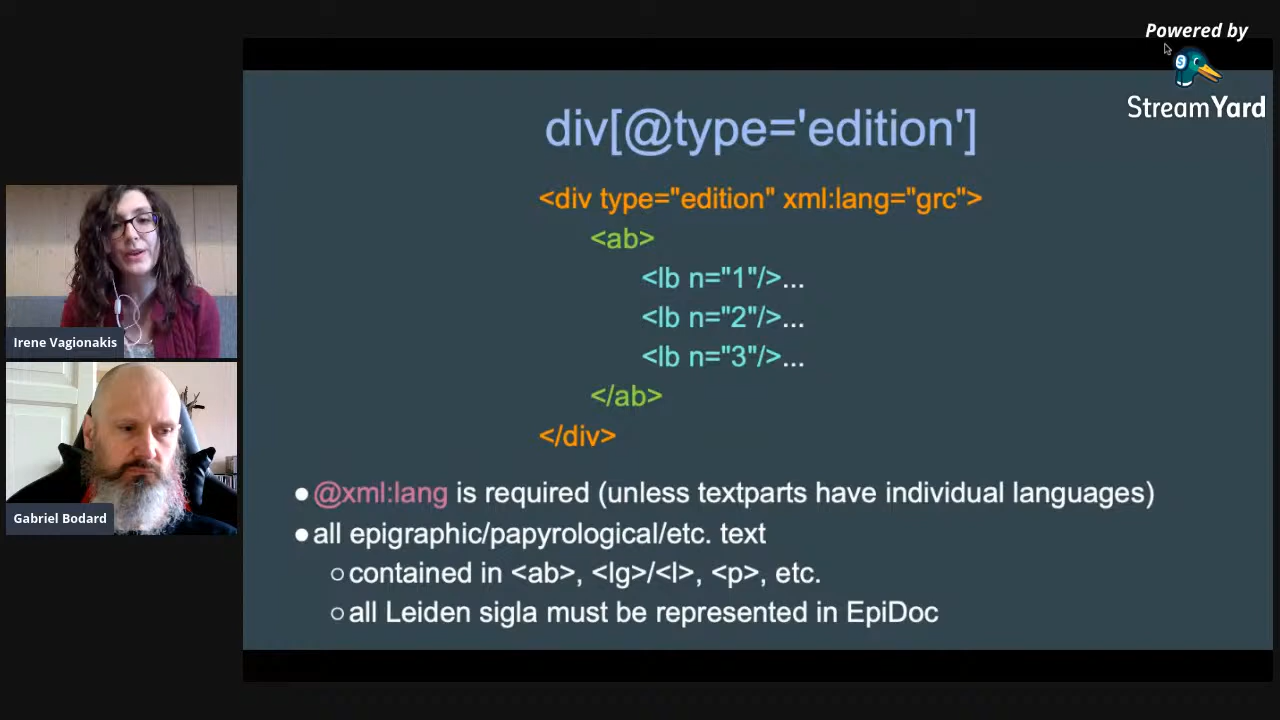 Powered by
StreamYard
div[@type='edition']
<div type="edition" xml:lang="grc">
<ab>
<lb n="1"/>...
<lb n="2"/>...
<lb n="3"/>...
</ab>
</div>
● @xml:lang is required (unless textparts have individual languages)
● all epigraphic/papyrological/etc. text
○ contained in <ab>, <lg>/<l>, <p>, etc.
○ all Leiden sigla must be represented in EpiDoc
Irene Vagionakis
Gabriel Bodard